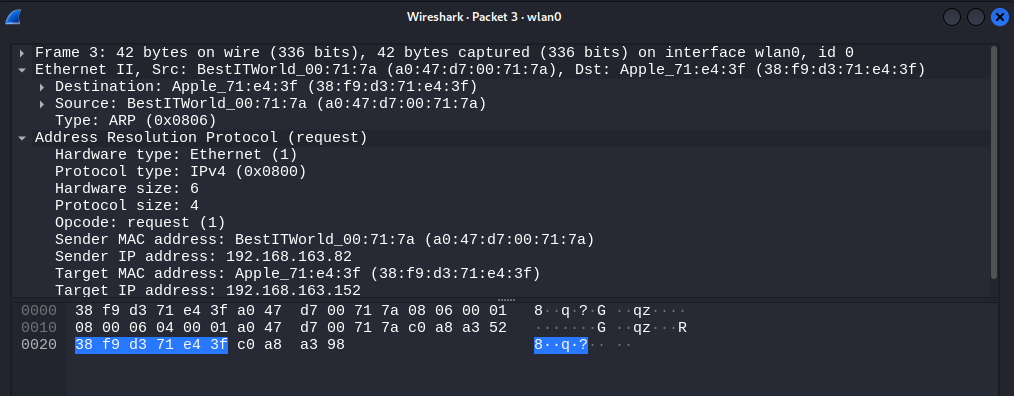 Wireshark · Packet 3 · wlan0
Frame 3: 42 bytes on wire (336 bits), 42 bytes captured (336 bits) on interface wlan0, id 0
Ethernet II, Src: BestITWorld_00:71:7a (a0:47:d7:00:71:7a), Dst: Apple_71:e4:3f (38:f9:d3:71:e4:3f)
Destination: Apple_71:e4:3f (38:f9:d3:71:e4:3f)
Source: BestITWorld_00:71:7a (a0:47:d7:00:71:7a)
Type: ARP (0x0806)
Address Resolution Protocol (request)
Hardware type: Ethernet (1)
Protocol type: IPv4 (0x0800)
Hardware size: 6
Protocol size: 4
Opcode: request (1)
Sender MAC address: BestITWorld_00:71:7a (a0:47:d7:00:71:7a)
Sender IP address: 192.168.163.82
Target MAC address: Apple_71:e4:3f (38:f9:d3:71:e4:3f)
Target IP address: 192.168.163.152
0000 38 f9 d3 71 e4 3f a0 47 d7 00 71 7a 08 06 00 01 8··q·?·G ··qz····
0010 08 00 06 04 00 01 a0 47 d7 00 71 7a c0 a8 a3 52 ·······G ··qz···R
0020 38 f9 d3 71 e4 3f c0 a8 a3 98 8··q·?·· ··